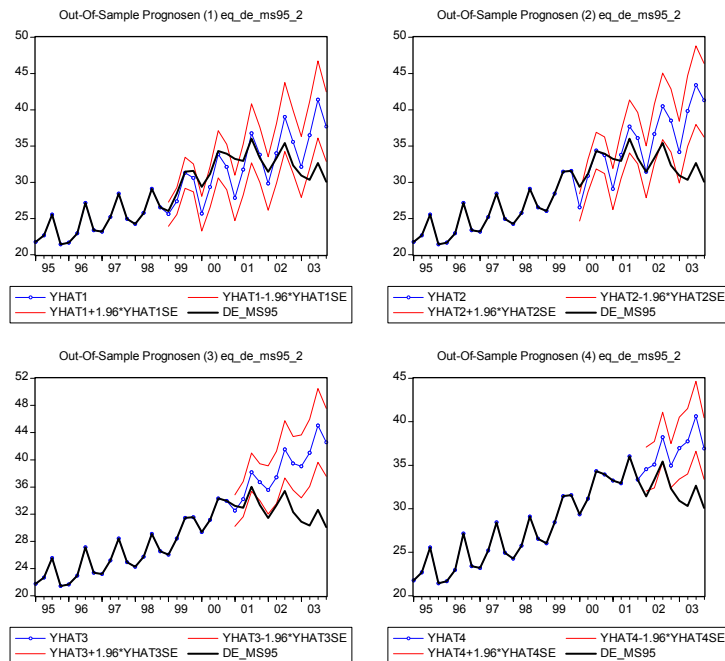 Out-Of-Sample Prognosen (1) eq_de_ms95_2
50
45
40
35
30
25
20
95 96 97 98 99 00 01 02 03
YHAT1 YHAT1-1.96*YHAT1SE
YHAT1+1.96*YHAT1SE DE_MS95
Out-Of-Sample Prognosen (2) eq_de_ms95_2
50
45
40
35
30
25
20
95 96 97 98 99 00 01 02 03
YHAT2 YHAT2-1.96*YHAT2SE
YHAT2+1.96*YHAT2SE DE_MS95
Out-Of-Sample Prognosen (3) eq_de_ms95_2
52
48
44
40
36
32
28
24
20
95 96 97 98 99 00 01 02 03
YHAT3 YHAT3-1.96*YHAT3SE
YHAT3+1.96*YHAT3SE DE_MS95
Out-Of-Sample Prognosen (4) eq_de_ms95_2
45
40
35
30
25
20
95 96 97 98 99 00 01 02 03
YHAT4 YHAT4-1.96*YHAT4SE
YHAT4+1.96*YHAT4SE DE_MS95